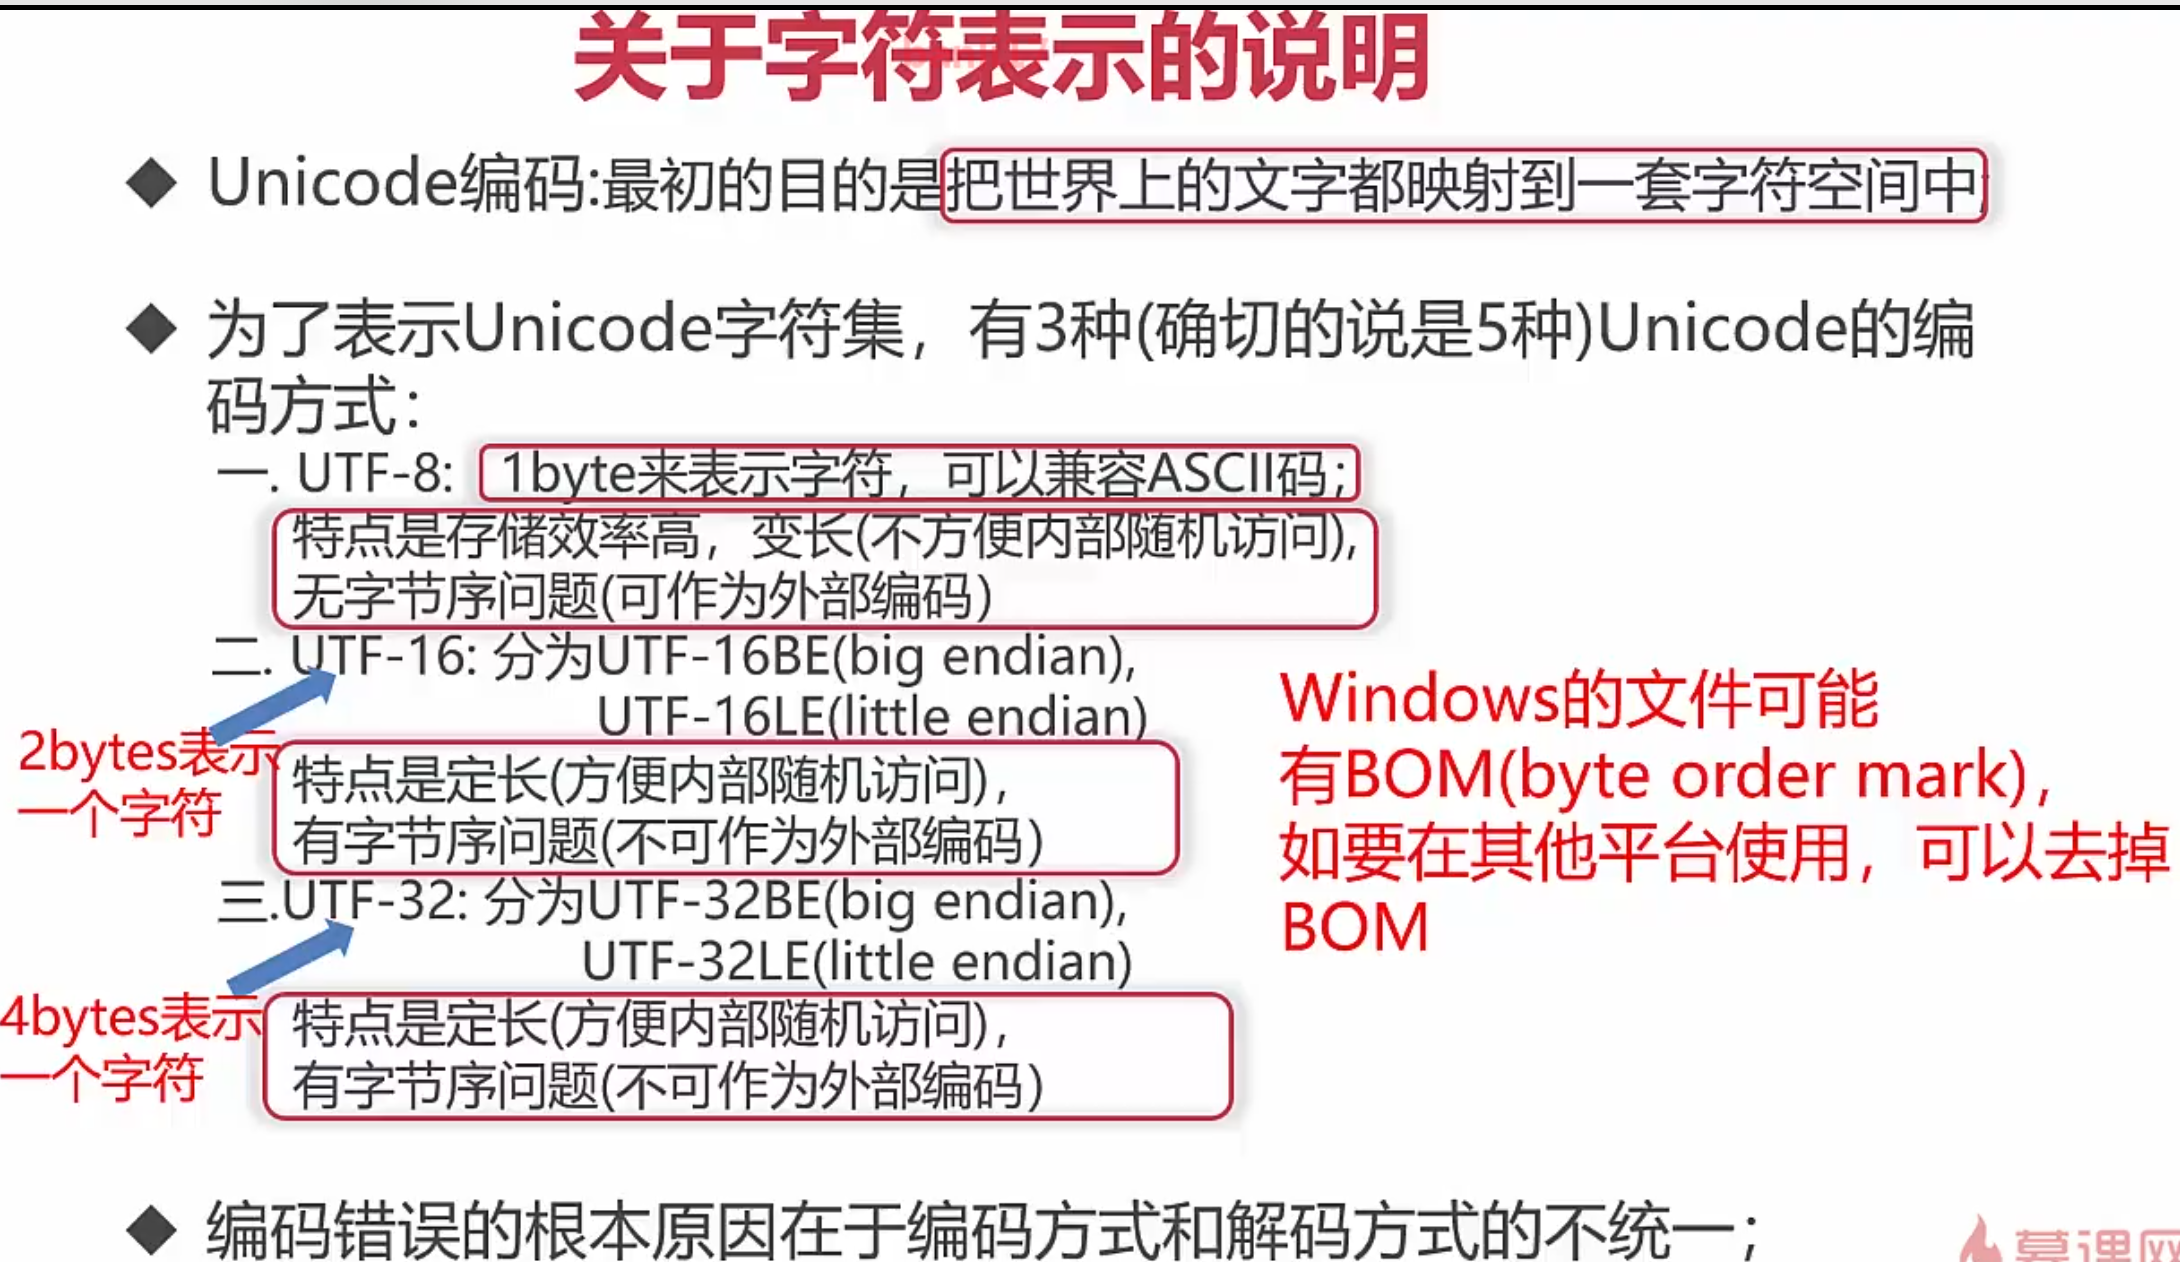 关于字符表示的说明
◆ Unicode编码:最初的目的是把世界上的文字都映射到一套字符空间中;
◆ 为了表示Unicode字符集，有3种(确切的说是5种)Unicode的编
码方式：
一. UTF-8: 1byte来表示字符，可以兼容ASCII码;
特点是存储效率高，变长(不方便内部随机访问),
无字节序问题(可作为外部编码)
二. UTF-16: 分为UTF-16BE(big endian),
UTF-16LE(little endian)
2bytes表示
一个字符
特点是定长(方便内部随机访问)，
有字节序问题(不可作为外部编码)
三.UTF-32: 分为UTF-32BE(big endian),
UTF-32LE(little endian)
4bytes表示
一个字符
特点是定长(方便内部随机访问)，
有字节序问题(不可作为外部编码)
Windows的文件可能
有BOM(byte order mark)，
如要在其他平台使用，可以去掉
BOM
◆ 编码错误的根本原因在于编码方式和解码方式的不统一；
慕课网